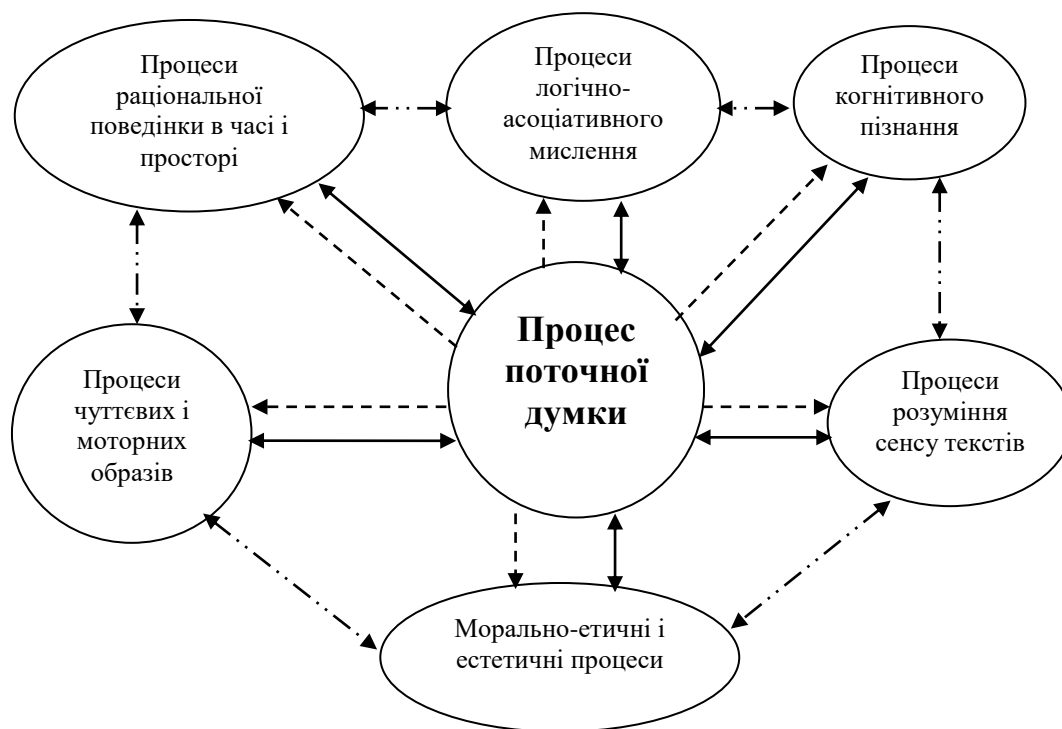 Процеси
раціональної
поведінки в часі і
просторі
Процеси
логічно-
асоціативного
мислення
Процеси
когнітивного
пізнання
Процес
поточної
думки
Процеси
чуттєвих і
моторних
образів
Процеси
розуміння
сенсу текстів
Морально-етичні і
естетичні процеси